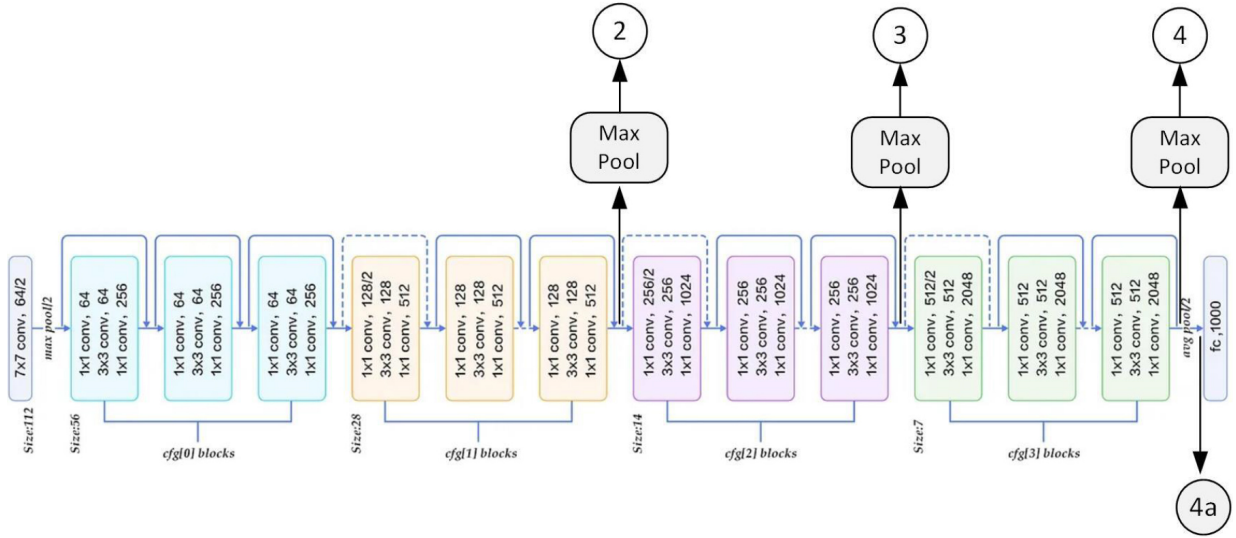 2
3
4
Max
Pool
Max
Pool
Max
Pool
7×7 conv, 64/2
max pool/2
1x1 conv, 64
3x3 conv, 64
1x1 conv, 256
1x1 conv, 64
3x3 conv, 64
1x1 conv, 256
1x1 conv, 64
3x3 conv, 64
1x1 conv, 256
1x1 conv, 128/2
3x3 conv, 128
1x1 conv, 512
1x1 conv, 128
3x3 conv, 128
1x1 conv, 512
1x1 conv, 128
3x3 conv, 128
1x1 conv, 512
1x1 conv, 256/2
3x3 conv, 256
1x1 conv, 1024
1x1 conv, 256
3x3 conv, 256
1x1 conv, 1024
1x1 conv, 256
3x3 conv, 256
1x1 conv, 1024
1x1 conv, 512/2
3x3 conv, 512
1x1 conv, 2048
1x1 conv, 512
3x3 conv, 512
1x1 conv, 2048
1x1 conv, 512
3x3 conv, 512
1x1 conv, 2048
avg pool/2
fc ,1000
Size:112
Size:56
Size:28
Size:14
Size:7
cfg[0] blocks
cfg[1] blocks
cfg[2] blocks
cfg[3] blocks
4a